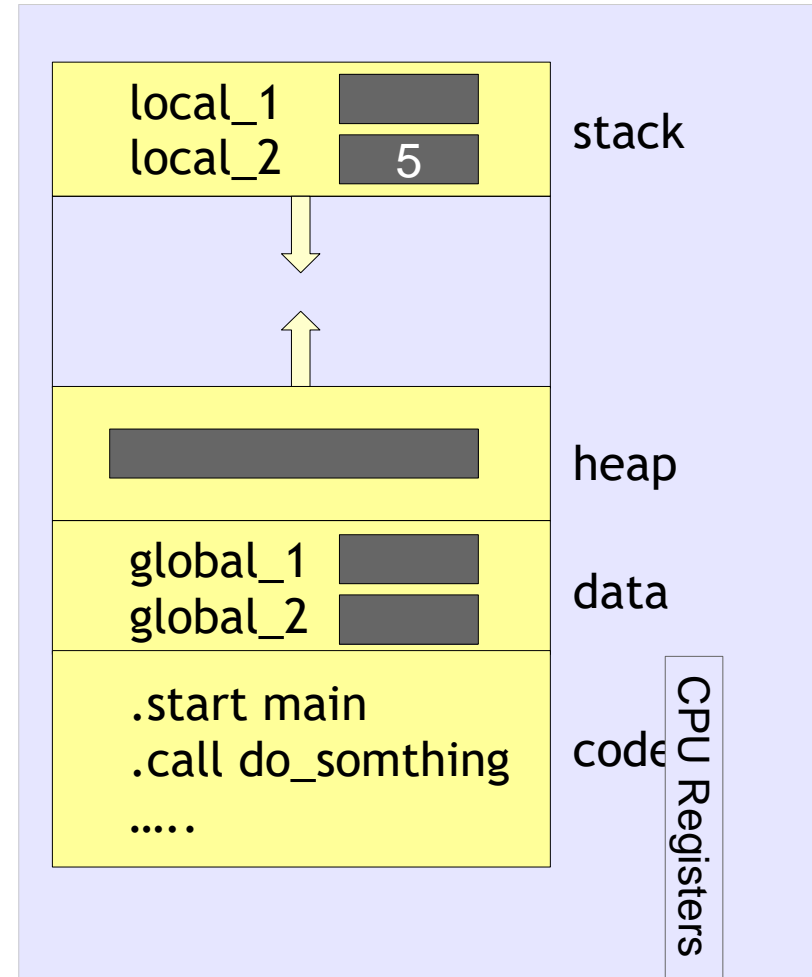 local_1
local_2 5
stack
heap
global_1
global_2
data
.start main
.call do_somthing
.....
code
CPU Registers